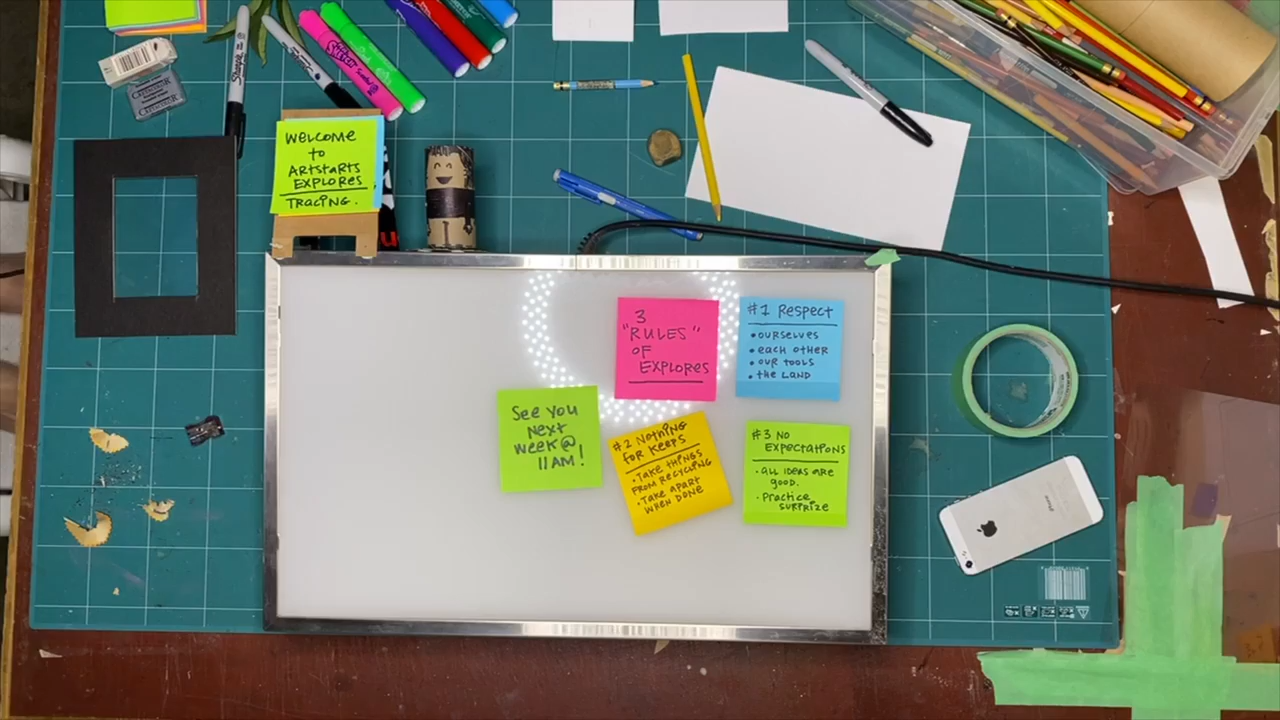 WELCOME
to
ARTSTARTS
EXPLORES
TRACING.
3
"RULES"
OF
EXPLORES
#1 RESPECT
• OURSELVES
• EACH OTHER
• OUR TOOLS
• THE LAND
See you
Next
week@
11AM!
#2 NOTHING
FOR KEEPS
• TAKE THINGS
FROM RECYCLING
• TAKE APART
WHEN DONE
#3 NO
EXPECTATIONS
• ALL IDEAS ARE
GOOD.
• PRACTICE
SURPRIZE